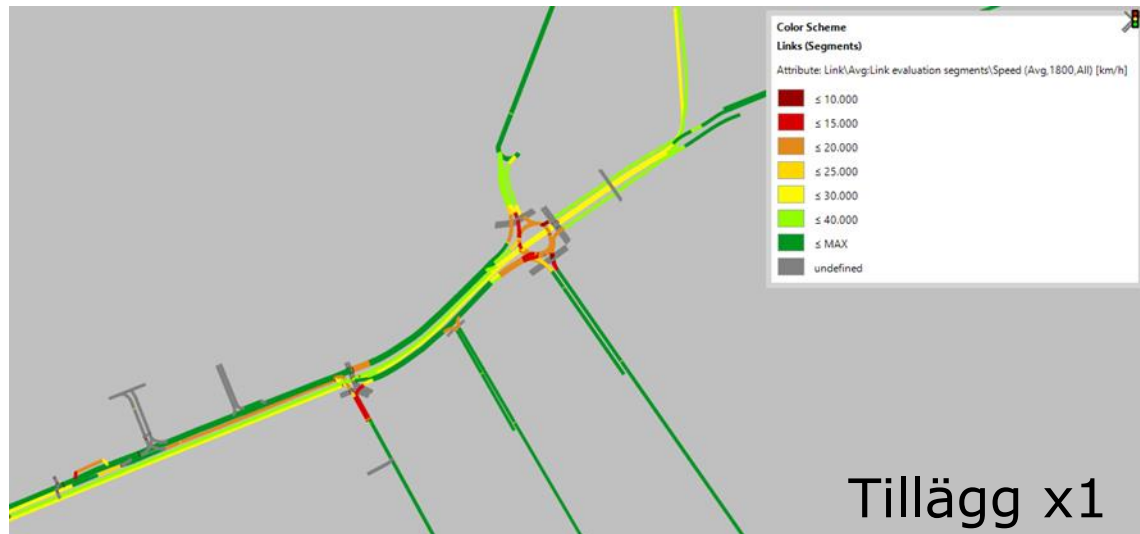 Color Scheme
Links (Segments)
Attribute: Link\Avg:Link evaluation segments\Speed (Avg,1800,All) [km/h]
≤ 10.000
≤ 15.000
≤ 20.000
≤ 25.000
≤ 30.000
≤ 40.000
≤ MAX
undefined
Tillägg x1